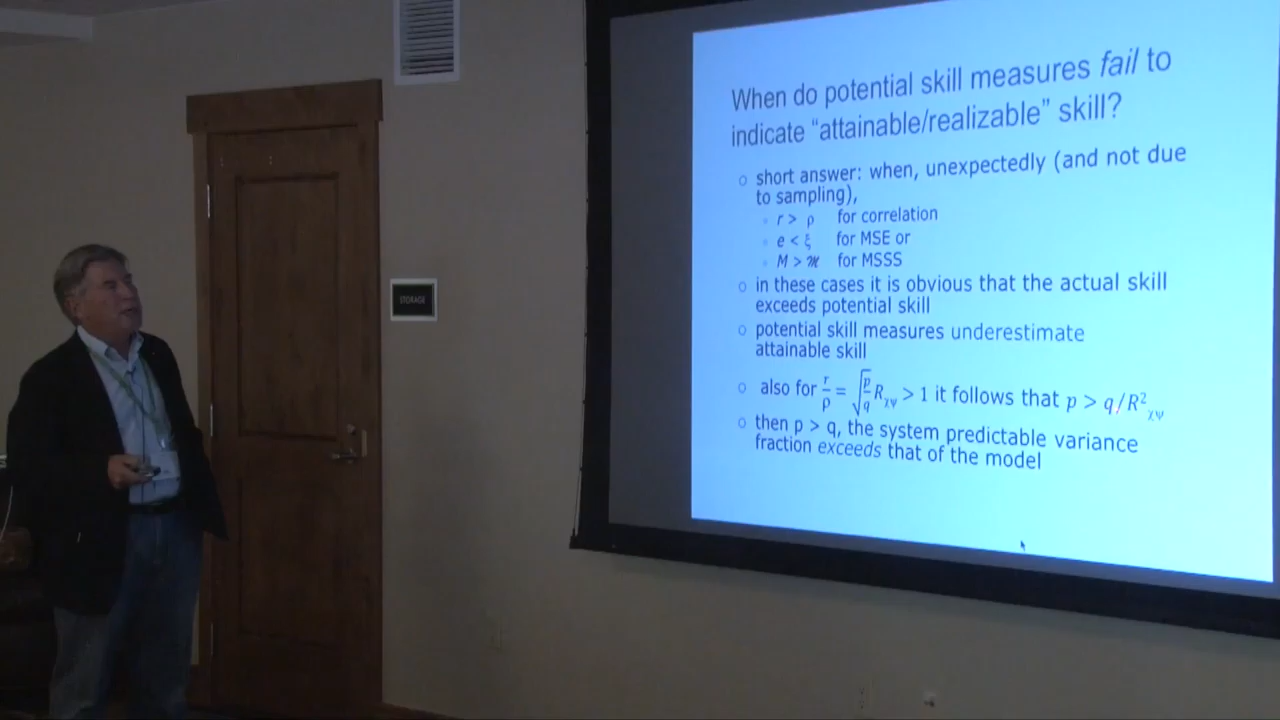 STORAGE
When do potential skill measures fail to
indicate “attainable/realizable” skill?
○ short answer: when, unexpectedly (and not due
to sampling),
▪ r > ρ for correlation
▪ e < ξ for MSE or
▪ M > ℳ for MSSS
○ in these cases it is obvious that the actual skill
exceeds potential skill
○ potential skill measures underestimate
attainable skill
○ also for r/ρ = √(p/q) R_χψ > 1 it follows that p > q/R²_χψ
○ then p > q, the system predictable variance
fraction exceeds that of the model